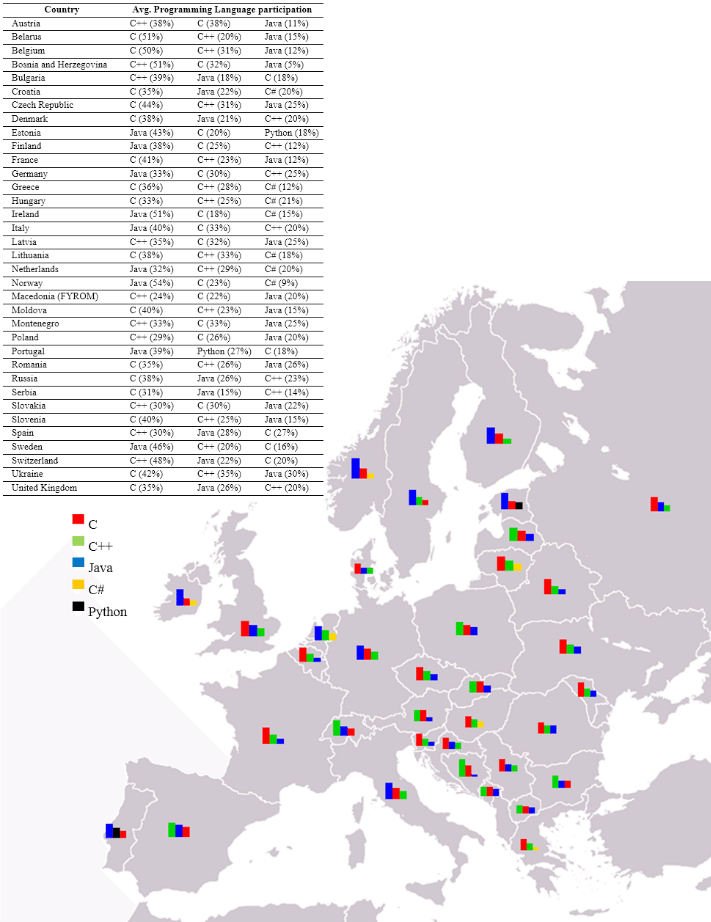 Country Avg. Programming Language participation
Austria C++ (38%) C (38%) Java (11%)
Belarus C (51%) C++ (20%) Java (15%)
Belgium C (50%) C++ (31%) Java (12%)
Bosnia and Herzegovina C++ (51%) C (32%) Java (5%)
Bulgaria C++ (39%) Java (18%) C (18%)
Croatia C (35%) Java (22%) C# (20%)
Czech Republic C (44%) C++ (31%) Java (25%)
Denmark C (38%) Java (21%) C++ (20%)
Estonia Java (43%) C (20%) Python (18%)
Finland Java (38%) C (25%) C++ (12%)
France C (41%) C++ (23%) Java (12%)
Germany Java (33%) C (30%) C++ (25%)
Greece C (36%) C++ (28%) C# (12%)
Hungary C (33%) C++ (25%) C# (21%)
Ireland Java (51%) C (18%) C# (15%)
Italy Java (40%) C (33%) C++ (20%)
Latvia C++ (35%) C (32%) Java (25%)
Lithuania C (38%) C++ (33%) C# (18%)
Netherlands Java (32%) C++ (29%) C# (20%)
Norway Java (54%) C (23%) C# (9%)
Macedonia (FYROM) C++ (24%) C (22%) Java (20%)
Moldova C (40%) C++ (23%) Java (15%)
Montenegro C++ (33%) C (33%) Java (25%)
Poland C++ (29%) C (26%) Java (20%)
Portugal Java (39%) Python (27%) C (18%)
Romania C (35%) C++ (26%) Java (26%)
Russia C (38%) Java (26%) C++ (23%)
Serbia C (31%) Java (15%) C++ (14%)
Slovakia C++ (30%) C (30%) Java (22%)
Slovenia C (40%) C++ (25%) Java (15%)
Spain C++ (30%) Java (28%) C (27%)
Sweden Java (46%) C++ (20%) C (16%)
Switzerland C++ (48%) Java (22%) C (20%)
Ukraine C (42%) C++ (35%) Java (30%)
United Kingdom C (35%) Java (26%) C++ (20%)
C
C++
Java
C#
Python